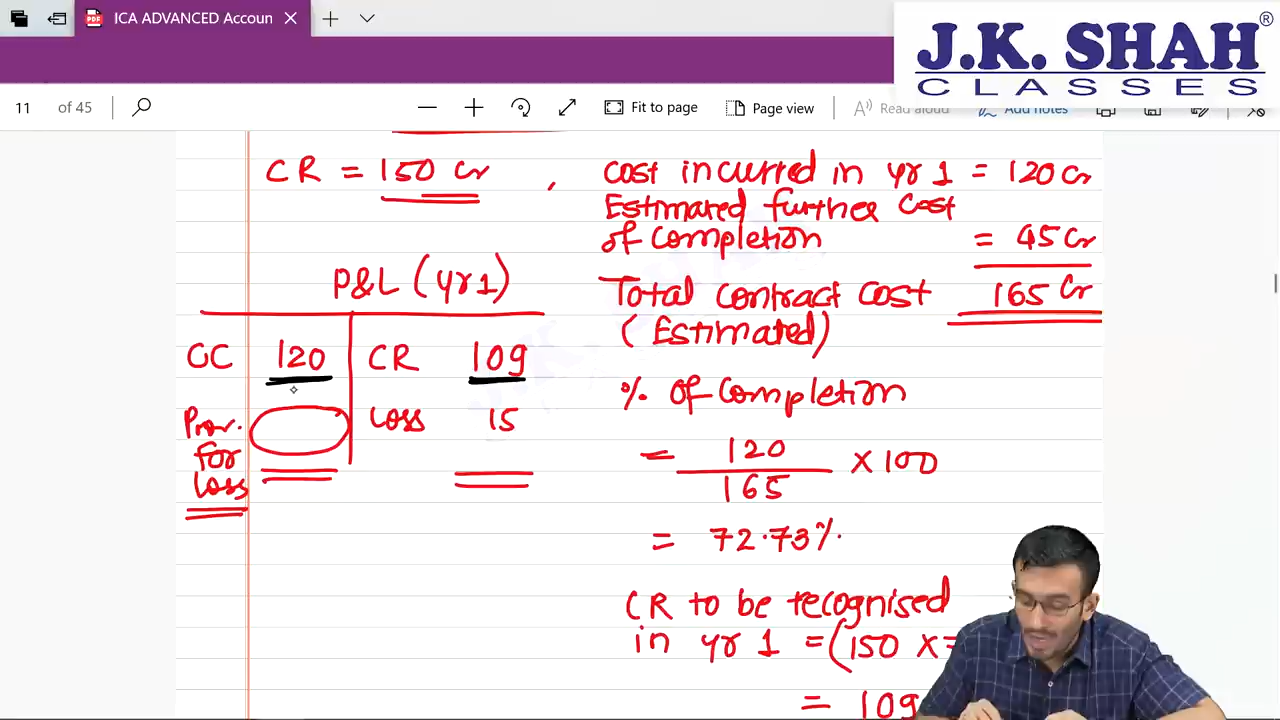 ICA ADVANCED Accoun
J.K. SHAH®
CLASSES
11 of 45
Fit to page
Page view
Read aloud
Add notes
CR = 150 Cr ,
Cost incurred in yr 1 = 120 Cr
Estimated further Cost
of Completion = 45 Cr
Total contract cost 165 Cr
(Estimated)
P&L (yr 1)
CC 120 CR 109
Prov. for Loss
Loss 15
% of Completion
= 120 / 165 × 100
= 72.73%
CR to be recognised
in yr 1 = (150 ×
= 109